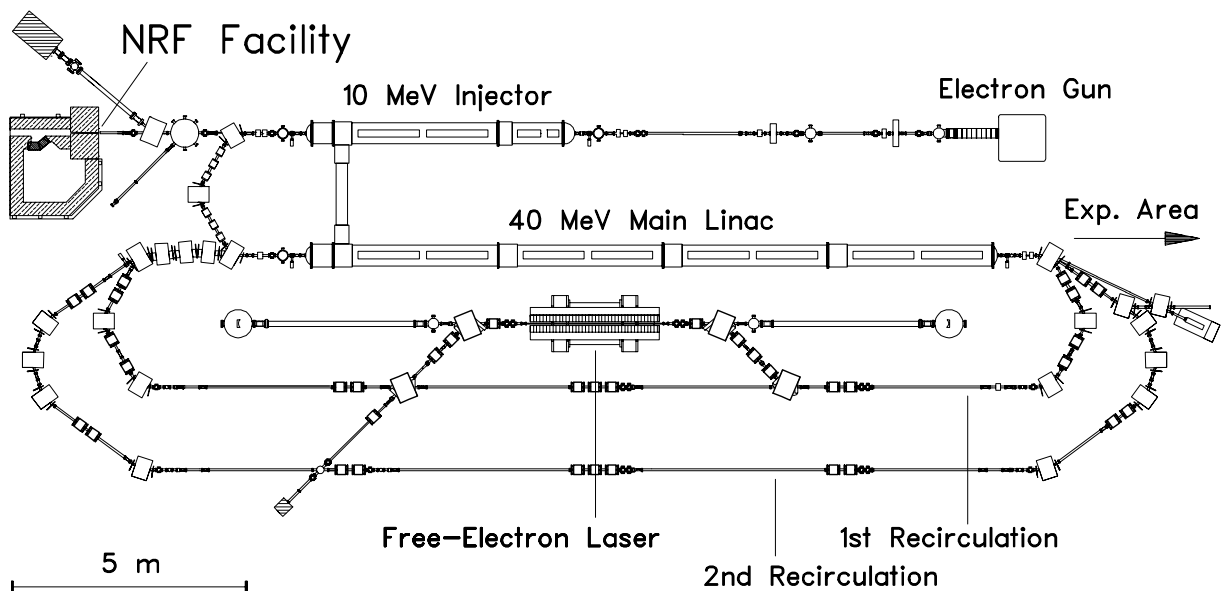 NRF Facility
10 MeV Injector
Electron Gun
40 MeV Main Linac
Exp. Area
Free-Electron Laser
1st Recirculation
2nd Recirculation
5 m